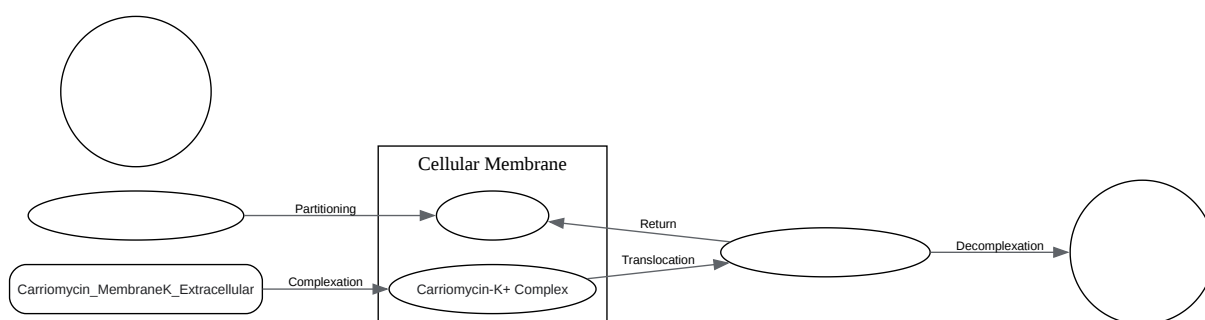 Cellular Membrane
Partitioning
Return
Decomplexation
Translocation
Carriomycin_MembraneK_Extracellular
Complexation
Carriomycin-K+ Complex